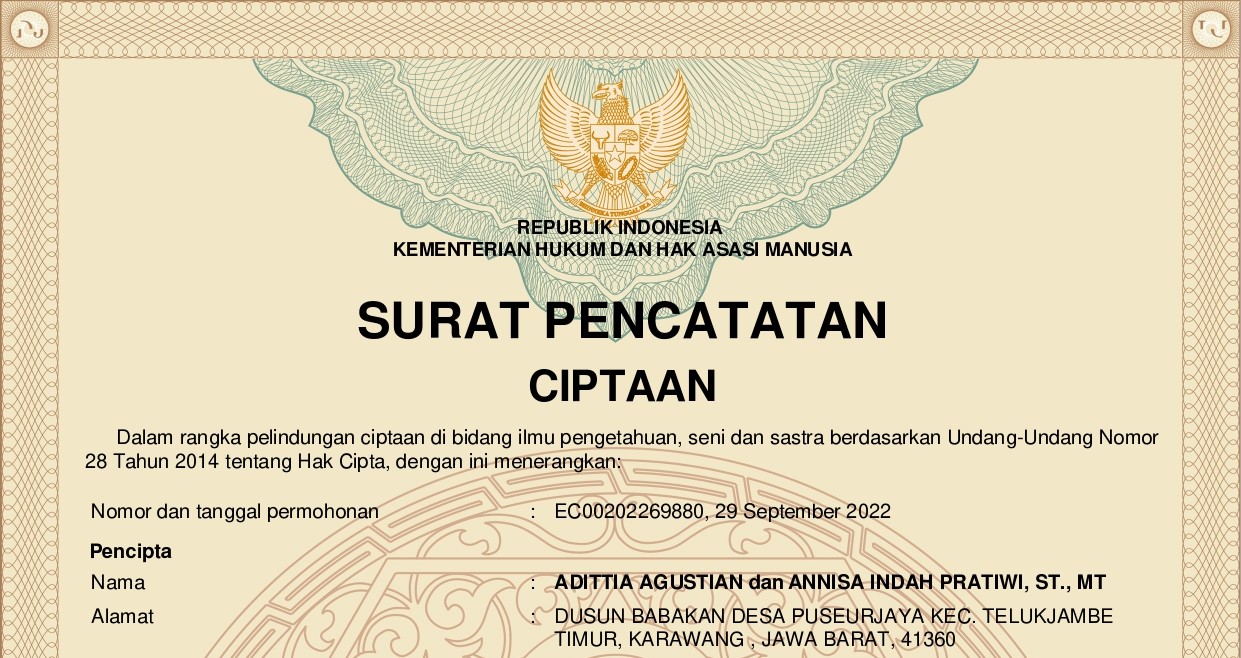 BHINNEKA TUNGGAL IKA
REPUBLIK INDONESIA
KEMENTERIAN HUKUM DAN HAK ASASI MANUSIA
SURAT PENCATATAN
CIPTAAN
Dalam rangka pelindungan ciptaan di bidang ilmu pengetahuan, seni dan sastra berdasarkan Undang-Undang Nomor
28 Tahun 2014 tentang Hak Cipta, dengan ini menerangkan:
Nomor dan tanggal permohonan : EC00202269880, 29 September 2022
Pencipta
Nama : ADITTIA AGUSTIAN dan ANNISA INDAH PRATIWI, ST., MT
Alamat : DUSUN BABAKAN DESA PUSEURJAYA KEC. TELUKJAMBE
TIMUR, KARAWANG , JAWA BARAT, 41360